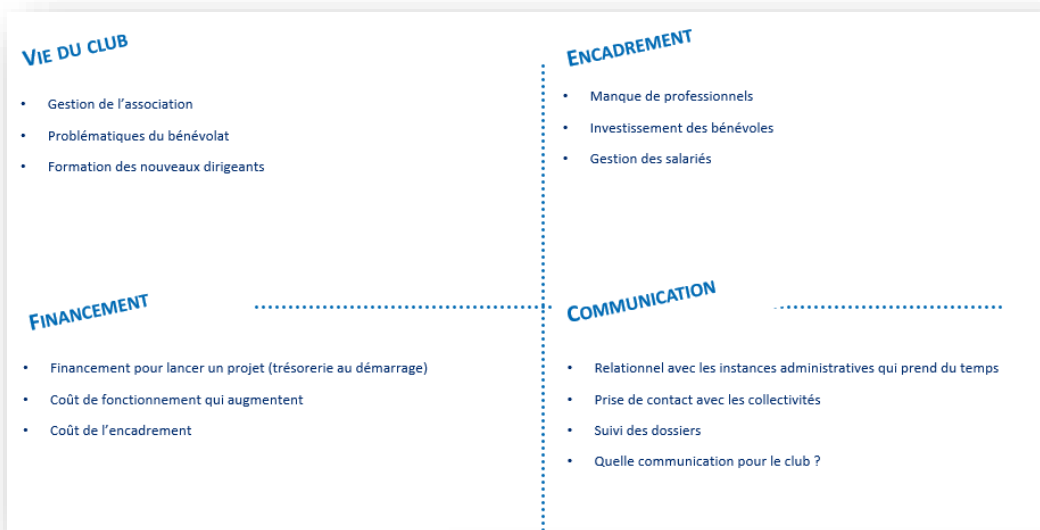 VIE DU CLUB
• Gestion de l'association
• Problématiques du bénévolat
• Formation des nouveaux dirigeants
ENCADREMENT
• Manque de professionnels
• Investissement des bénévoles
• Gestion des salariés
FINANCEMENT
• Financement pour lancer un projet (trésorerie au démarrage)
• Coût de fonctionnement qui augmentent
• Coût de l'encadrement
COMMUNICATION
• Relationnel avec les instances administratives qui prend du temps
• Prise de contact avec les collectivités
• Suivi des dossiers
• Quelle communication pour le club ?